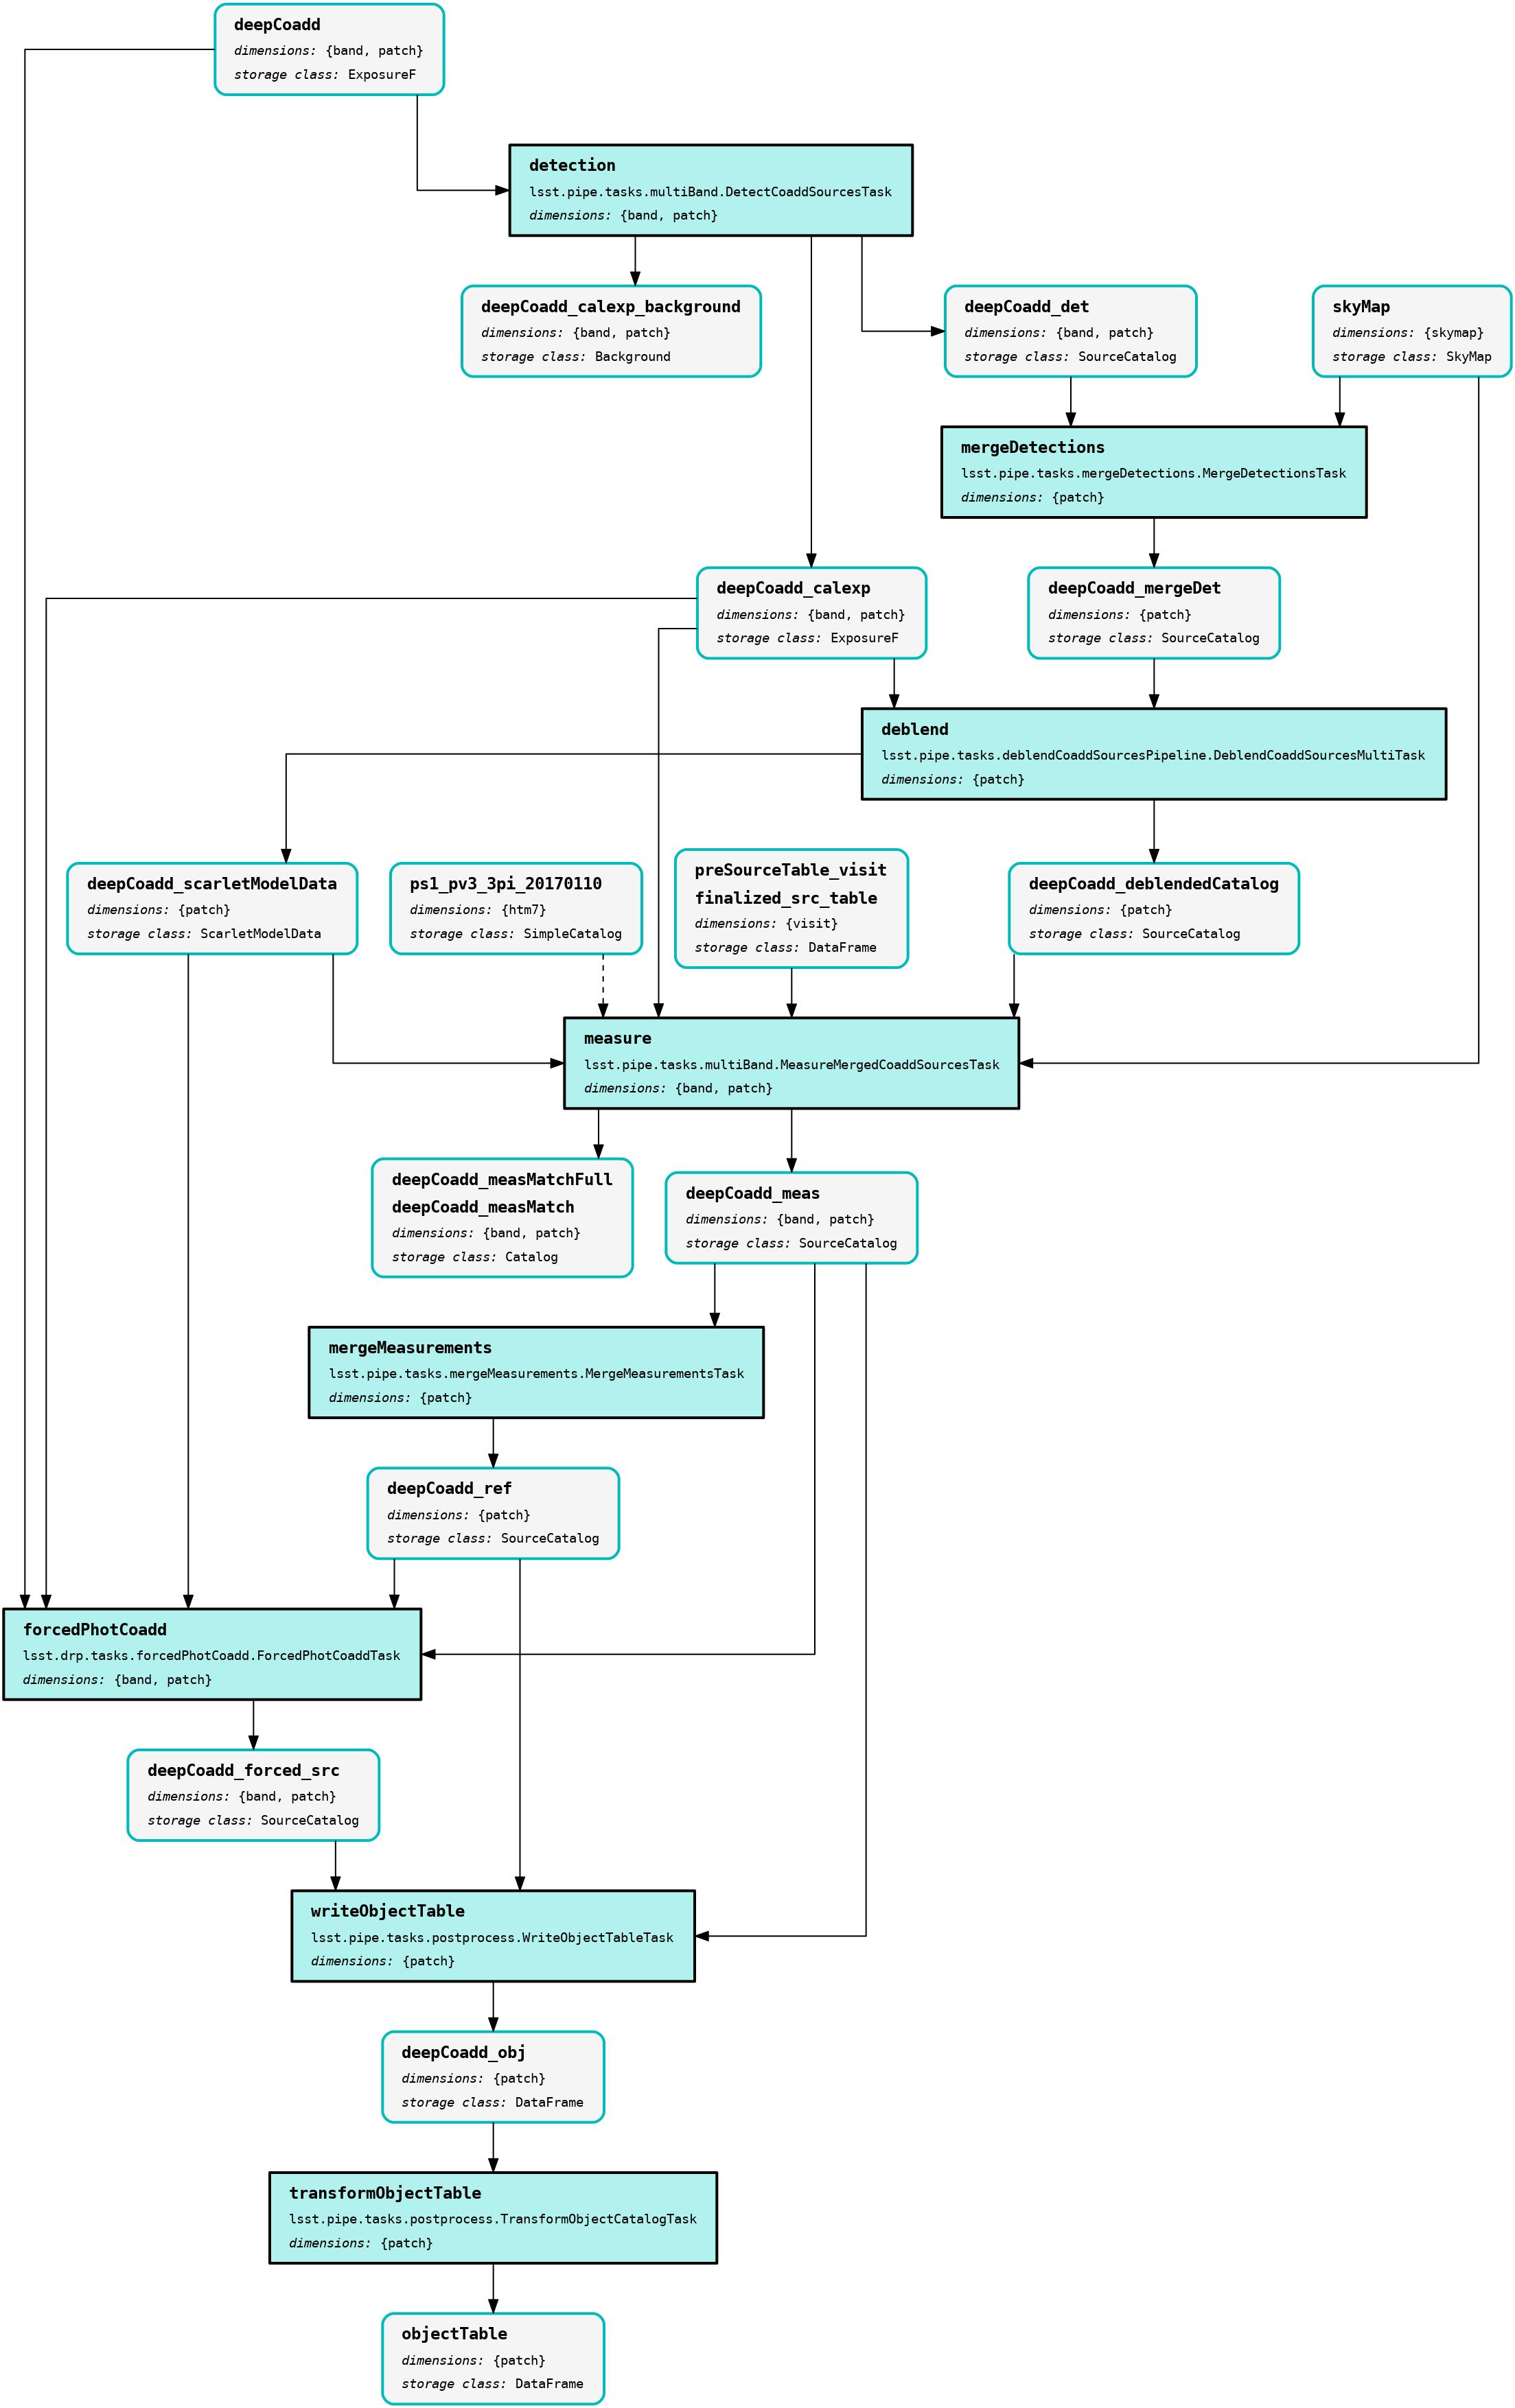 deepCoadd
dimensions: {band, patch}
storage class: ExposureF
detection
lsst.pipe.tasks.multiBand.DetectCoaddSourcesTask
dimensions: {band, patch}
deepCoadd_calexp_background
dimensions: {band, patch}
storage class: Background
deepCoadd_det
dimensions: {band, patch}
storage class: SourceCatalog
skyMap
dimensions: {skymap}
storage class: SkyMap
mergeDetections
lsst.pipe.tasks.mergeDetections.MergeDetectionsTask
dimensions: {patch}
deepCoadd_calexp
dimensions: {band, patch}
storage class: ExposureF
deepCoadd_mergeDet
dimensions: {patch}
storage class: SourceCatalog
deblend
lsst.pipe.tasks.deblendCoaddSourcesPipeline.DeblendCoaddSourcesMultiTask
dimensions: {patch}
deepCoadd_scarletModelData
dimensions: {patch}
storage class: ScarletModelData
ps1_pv3_3pi_20170110
dimensions: {htm7}
storage class: SimpleCatalog
preSourceTable_visit
finalized_src_table
dimensions: {visit}
storage class: DataFrame
deepCoadd_deblendedCatalog
dimensions: {patch}
storage class: SourceCatalog
measure
lsst.pipe.tasks.multiBand.MeasureMergedCoaddSourcesTask
dimensions: {band, patch}
deepCoadd_measMatchFull
deepCoadd_measMatch
dimensions: {band, patch}
storage class: Catalog
deepCoadd_meas
dimensions: {band, patch}
storage class: SourceCatalog
mergeMeasurements
lsst.pipe.tasks.mergeMeasurements.MergeMeasurementsTask
dimensions: {patch}
deepCoadd_ref
dimensions: {patch}
storage class: SourceCatalog
forcedPhotCoadd
lsst.drp.tasks.forcedPhotCoadd.ForcedPhotCoaddTask
dimensions: {band, patch}
deepCoadd_forced_src
dimensions: {band, patch}
storage class: SourceCatalog
writeObjectTable
lsst.pipe.tasks.postprocess.WriteObjectTableTask
dimensions: {patch}
deepCoadd_obj
dimensions: {patch}
storage class: DataFrame
transformObjectTable
lsst.pipe.tasks.postprocess.TransformObjectCatalogTask
dimensions: {patch}
objectTable
dimensions: {patch}
storage class: DataFrame